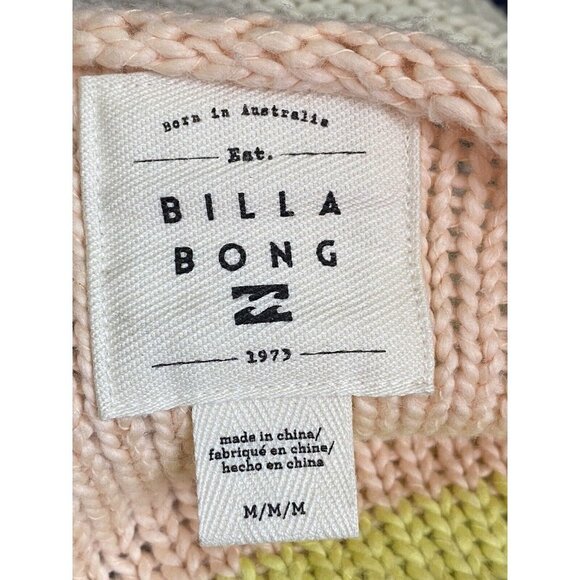 Born in Australia
Est.
BILLA
BONG
1973
made in china/
fabriqué en chine/
hecho en china
M/M/M